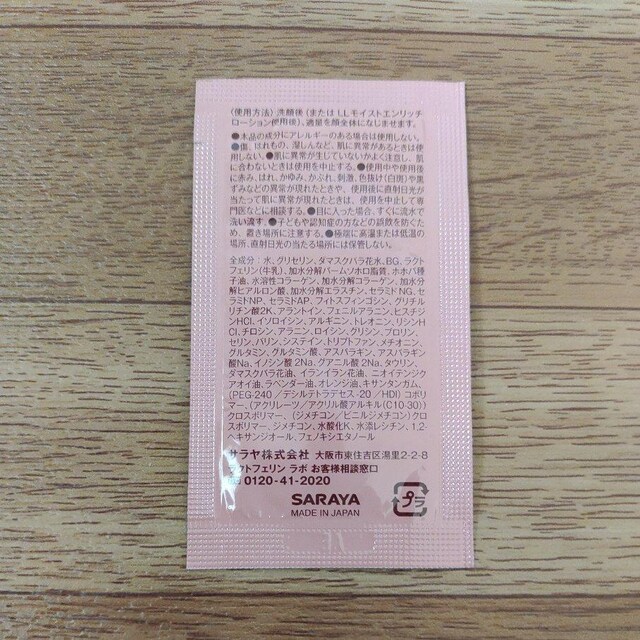 〈使用方法〉洗顔後(またはLLモイストエンリッチ
ローション使用後)、適量を顔全体になじませます。
●本品の成分にアレルギーのある場合は使用しない。
●傷、はれもの、湿しんなど、肌に異常があるときは使
用しない。●肌に異常が生じていないかよく注意し、肌
に合わないときは使用を中止する。●使用中や使用後
に赤み、はれ、かゆみ、かぶれ、刺激、色抜け(白斑)や黒
ずみなどの異常が現れたときや、使用後に直射日光が
当たって肌に異常が現れたときは、使用を中止して専
門医などに相談する。●目に入った場合、すぐに流水で
洗い流す。●子どもや認知症の方などの誤飲を防ぐた
め、置き場所に注意する。●極端に高温または低温の
場所、直射日光の当たる場所には保管しない。
全成分:水、グリセリン、ダマスクバラ花水、BG、ラクト
フェリン(牛乳)、加水分解パームソホロ脂質、ホホバ種
子油、水溶性コラーゲン、加水分解コラーゲン、加水分
解ヒアルロン酸、加水分解エラスチン、セラミドNG、セ
ラミドNP、セラミドAP、フィトスフィンゴシン、グリチル
リチン酸2K、アラントイン、フェニルアラニン、ヒスチジ
ンHCl、イソロイシン、アルギニン、トレオニン、リシンH
Cl、チロシン、アラニン、ロイシン、グリシン、プロリン、
セリン、バリン、システイン、トリプトファン、メチオニン、
グルタミン、グルタミン酸、アスパラギン、アスパラギン
酸Na、イノシン酸2Na、グアニル酸2Na、タウリン、
ダマスクバラ花油、イランイラン花油、ニオイテンジク
アオイ油、ラベンダー油、オレンジ油、キサンタンガム、
(PEG-240/デシルテトラデセス-20/HDI)コポリ
マー、(アクリレーツ/アクリル酸アルキル(C10-30))
クロスポリマー、(ジメチコン/ビニルジメチコン)クロ
スポリマー、ジメチコン、水酸化K、水添レシチン、1,2-
ヘキサンジオール、フェノキシエタノール
サラヤ株式会社 大阪市東住吉区湯里2-2-8
ラクトフェリン ラボ お客様相談窓口
0120-41-2020
SARAYA
MADE IN JAPAN
プラ